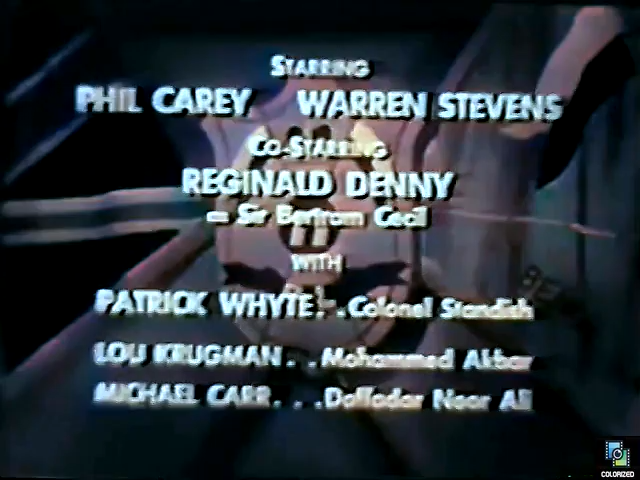 STARRING
PHIL CAREY WARREN STEVENS
CO-STARRING
REGINALD DENNY
as Sir Bertram Cecil
WITH
PATRICK WHYTE. .Colonel Standish
LOU KRUGMAN. . .Mohammed Akbar
MICHAEL CARR. . .Daffadar Noor Ali
COLORIZED